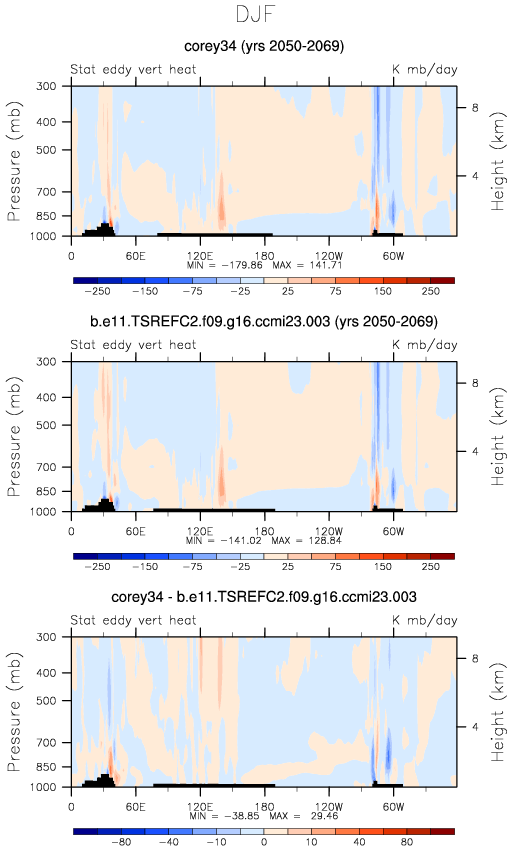 DJF
corey34 (yrs 2050-2069)
Stat eddy vert heat K mb/day
300
400
500
700
850
1000
Pressure (mb)
8
4
Height (km)
0 60E 120E 180 120W 60W
MIN = -179.86 MAX = 141.71
-250 -150 -75 -25 25 75 150 250
b.e11.TSREFC2.f09.g16.ccmi23.003 (yrs 2050-2069)
Stat eddy vert heat K mb/day
300
400
500
700
850
1000
Pressure (mb)
8
4
Height (km)
0 60E 120E 180 120W 60W
MIN = -141.02 MAX = 128.84
-250 -150 -75 -25 25 75 150 250
corey34 - b.e11.TSREFC2.f09.g16.ccmi23.003
Stat eddy vert heat K mb/day
300
400
500
700
850
1000
Pressure (mb)
8
4
Height (km)
0 60E 120E 180 120W 60W
MIN = -38.85 MAX = 29.46
-80 -40 -10 0 10 40 80